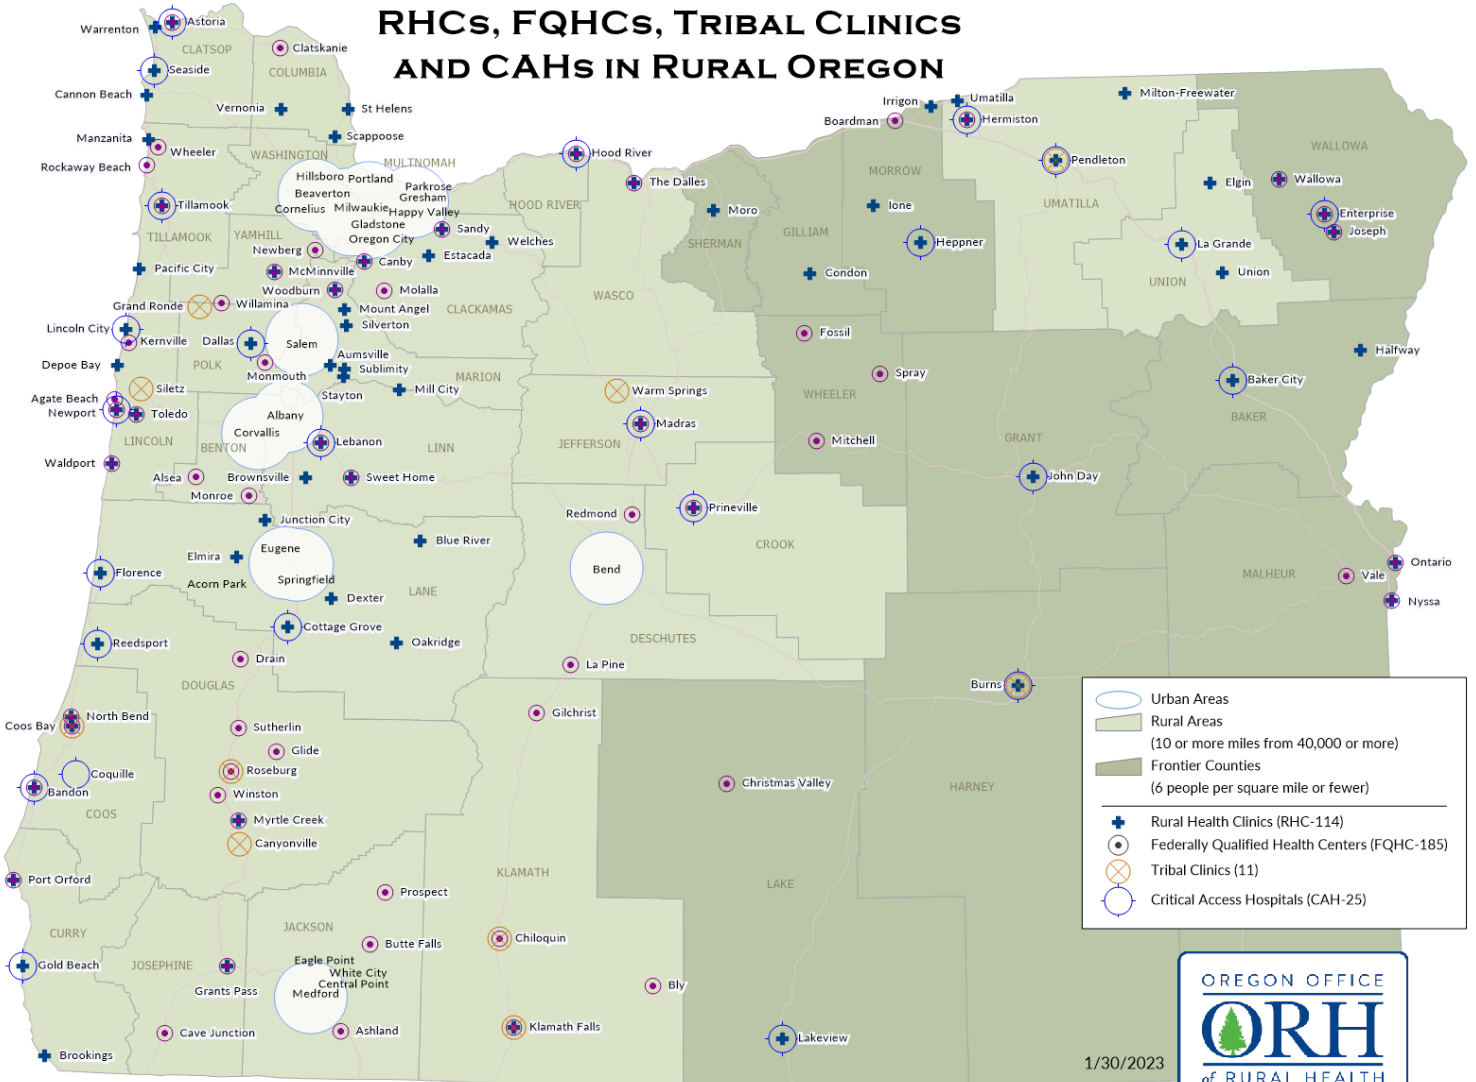 RHCs, FQHCs, Tribal Clinics
and CAHs in Rural Oregon
Warrenton
Astoria
CLATSOP
Clatskanie
COLUMBIA
Seaside
Cannon Beach
Vernonia
St Helens
Manzanita
Scappoose
Wheeler
Rockaway Beach
WASHINGTON
MULTNOMAH
Hillsboro
Portland
Parkrose
Beaverton
Gresham
Cornelius
Milwaukie
Happy Valley
Gladstone
Oregon City
Tillamook
TILLAMOOK
YAMHILL
Newberg
Sandy
Welches
Estacada
Canby
McMinnville
Pacific City
Woodburn
Molalla
Grand Ronde
Willamina
Mount Angel
CLACKAMAS
Silverton
Lincoln City
Kernville
Dallas
Salem
Aumsville
Sublimity
Depoe Bay
POLK
Monmouth
MARION
Stayton
Mill City
Siletz
Agate Beach
Newport
Toledo
Albany
Corvallis
LINCOLN
BENTON
Lebanon
LINN
Waldport
Alsea
Brownsville
Sweet Home
Monroe
Junction City
Elmira
Eugene
Blue River
Florence
Acorn Park
Springfield
LANE
Dexter
Cottage Grove
Reedsport
Oakridge
Drain
DOUGLAS
North Bend
Coos Bay
Sutherlin
Glide
Coquille
Roseburg
Bandon
Winston
COOS
Myrtle Creek
Canyonville
Port Orford
Prospect
CURRY
JACKSON
Butte Falls
Gold Beach
JOSEPHINE
Eagle Point
White City
Central Point
Medford
Grants Pass
Cave Junction
Ashland
Brookings
Hood River
The Dalles
HOOD RIVER
Moro
SHERMAN
WASCO
Warm Springs
Madras
JEFFERSON
Redmond
Prineville
CROOK
Bend
DESCHUTES
La Pine
Gilchrist
KLAMATH
Chiloquin
Bly
Klamath Falls
Irrigon
Umatilla
Boardman
Hermiston
Milton-Freewater
MORROW
Pendleton
UMATILLA
Ione
GILLIAM
Heppner
Condon
WALLOWA
Elgin
Wallowa
Enterprise
Joseph
La Grande
Union
UNION
Fossil
Spray
WHEELER
Mitchell
Halfway
Baker City
BAKER
GRANT
John Day
Ontario
Vale
MALHEUR
Nyssa
Burns
HARNEY
Christmas Valley
LAKE
Lakeview
Urban Areas
Rural Areas
(10 or more miles from 40,000 or more)
Frontier Counties
(6 people per square mile or fewer)
Rural Health Clinics (RHC-114)
Federally Qualified Health Centers (FQHC-185)
Tribal Clinics (11)
Critical Access Hospitals (CAH-25)
1/30/2023
OREGON OFFICE
ORH
of RURAL HEALTH